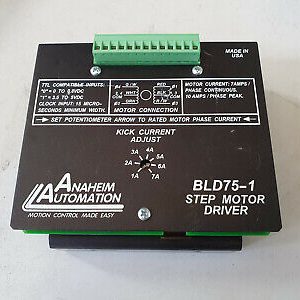 MADE IN
USA
TTL COMPATIBLE INPUTS:
"0" = 0 TO 0.8VDC
"1" = 3.5 TO 5VDC
CLOCK INPUT: 15 MICRO-
SECONDS MINIMUM WIDTH.
RED
BLK
WHT
MOTOR CONNECTION
MOTOR CURRENT: 7AMPS/
PHASE CONTINUOUS.
10 AMPS / PHASE PEAK.
SET POTENTIOMETER ARROW TO RATED MOTOR PHASE CURRENT
KICK CURRENT
ADJUST
4A
3A 5A
2A 6A
1A 7A
ANAHEIM
AUTOMATION
MOTION CONTROL MADE EASY
BLD75-1
STEP MOTOR
DRIVER